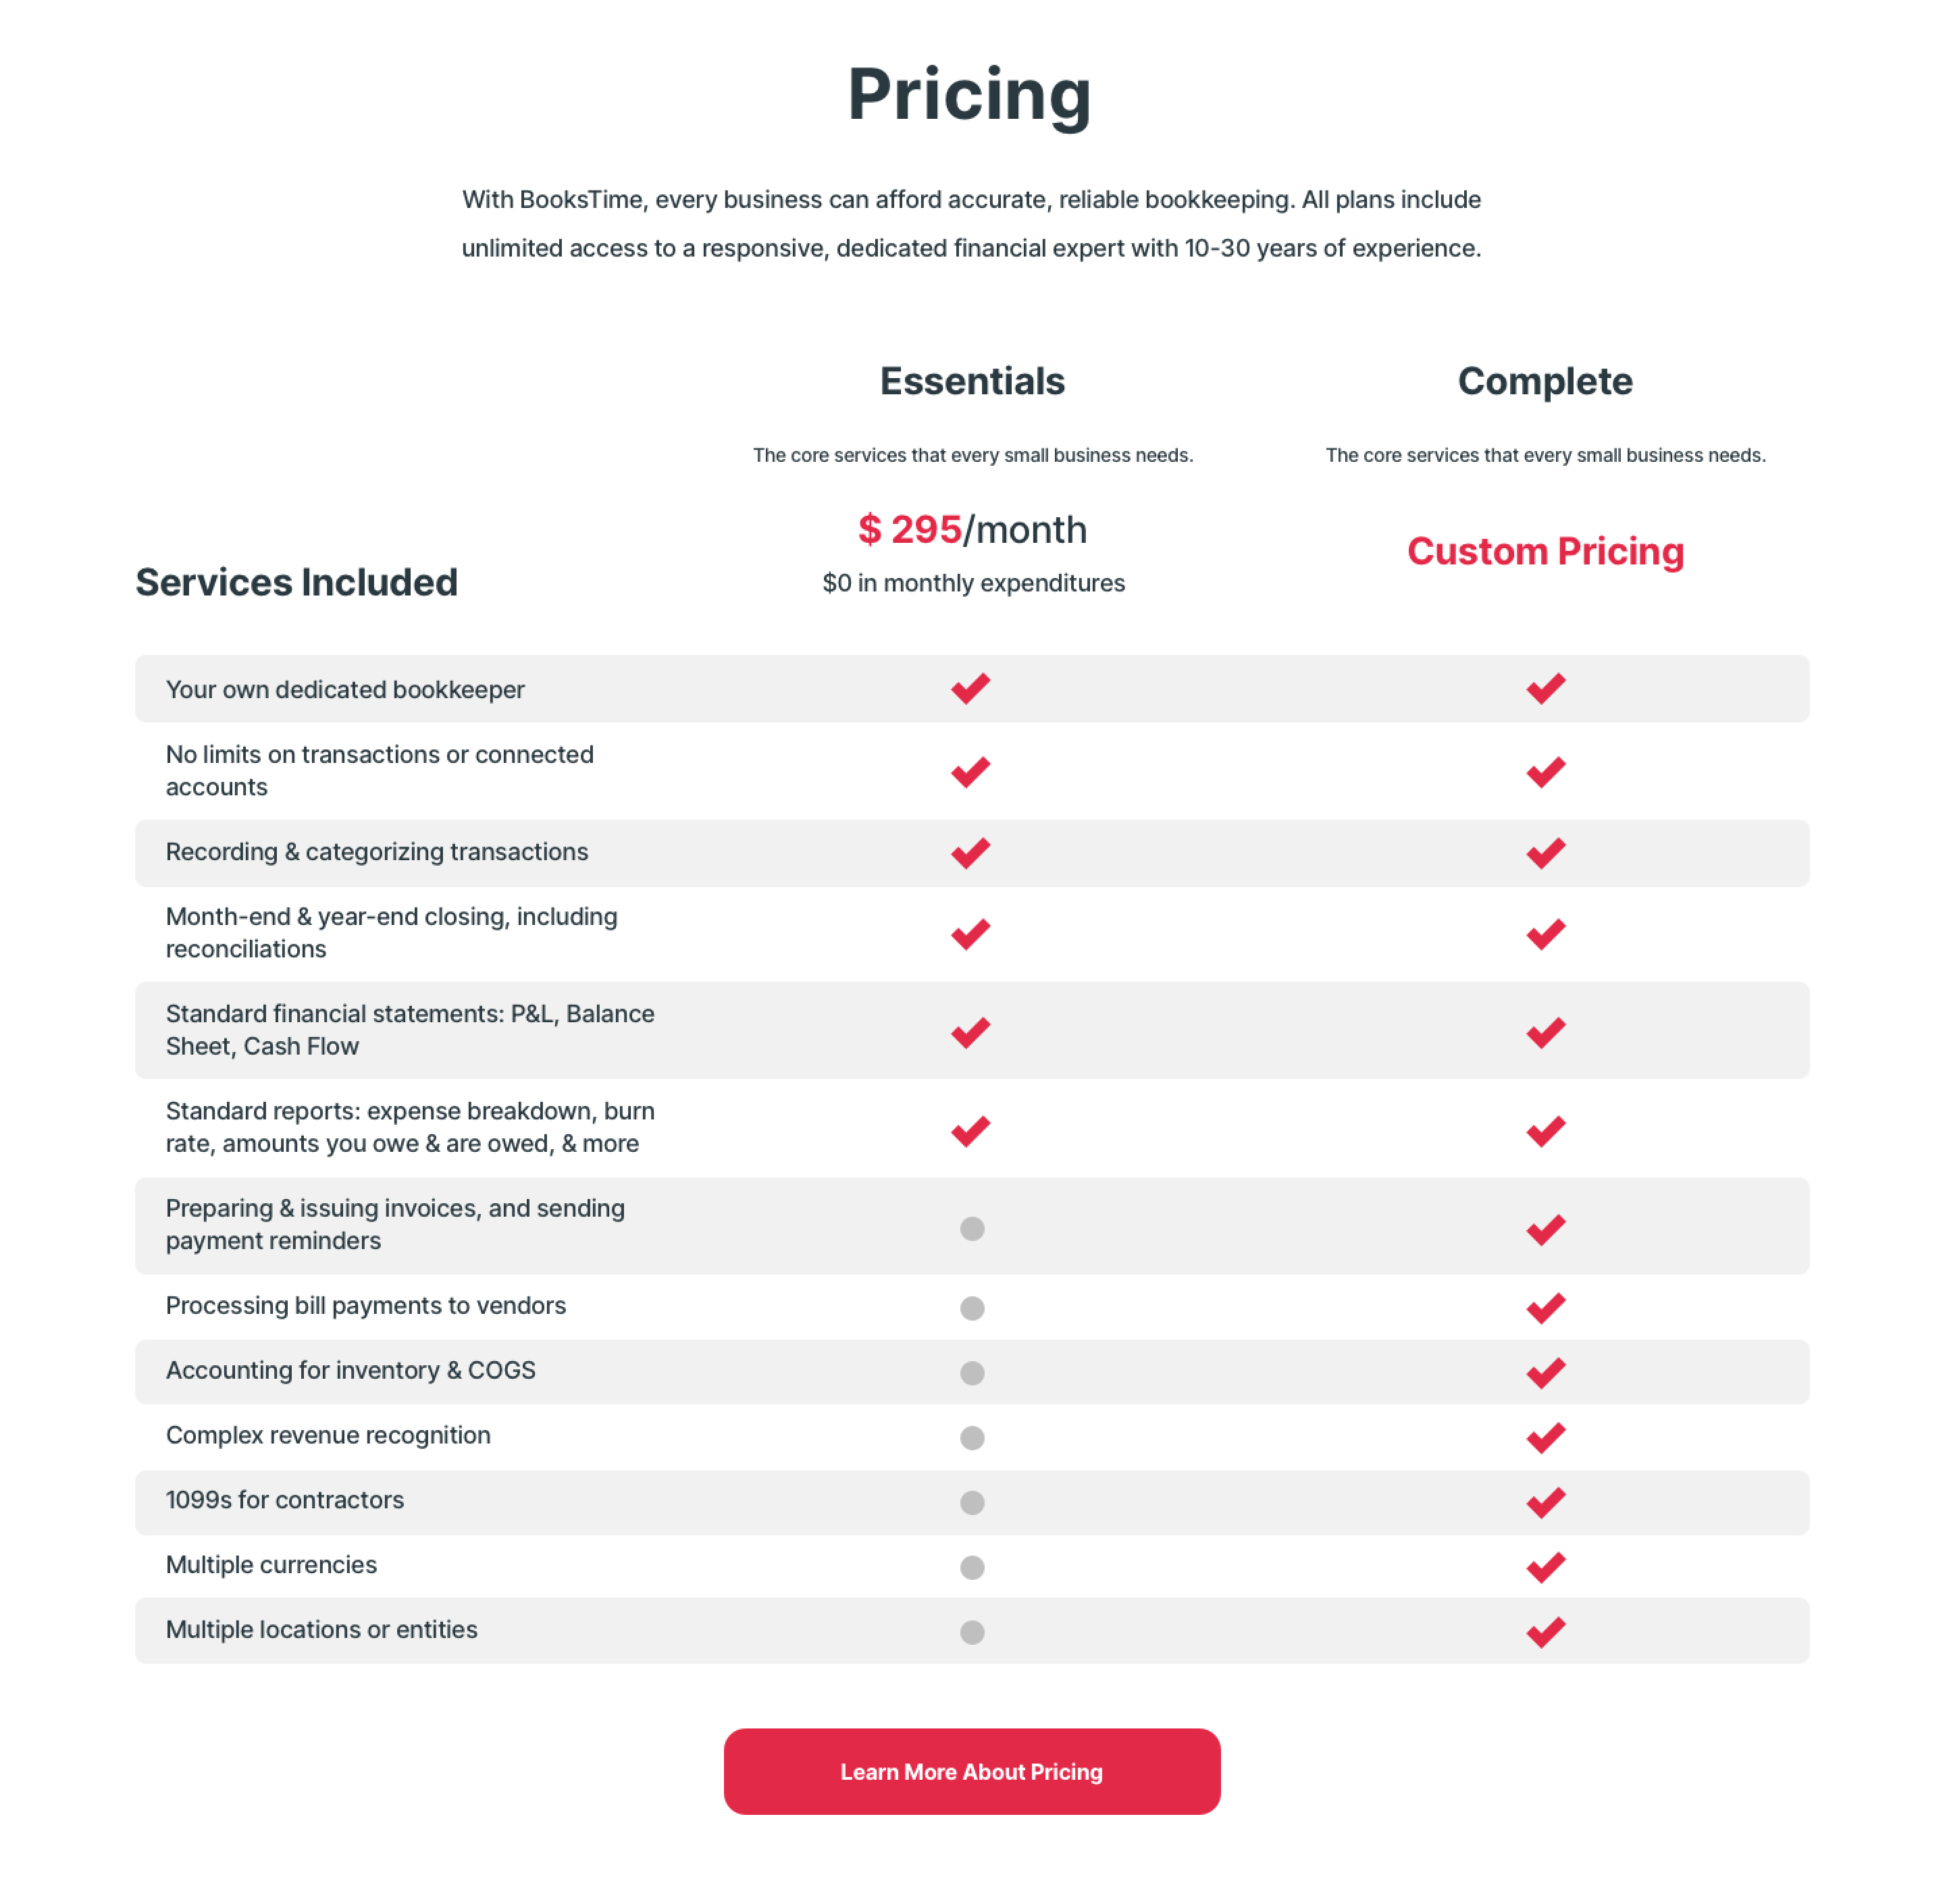 Pricing
With BooksTime, every business can afford accurate, reliable bookkeeping. All plans include
unlimited access to a responsive, dedicated financial expert with 10-30 years of experience.
Essentials
Complete
The core services that every small business needs.
The core services that every small business needs.
$ 295/month
Custom Pricing
Services Included
$0 in monthly expenditures
Your own dedicated bookkeeper
No limits on transactions or connected
accounts
Recording & categorizing transactions
Month-end & year-end closing, including
reconciliations
Standard financial statements: P&L, Balance
Sheet, Cash Flow
Standard reports: expense breakdown, burn
rate, amounts you owe & are owed, & more
Preparing & issuing invoices, and sending
payment reminders
Processing bill payments to vendors
Accounting for inventory & COGS
Complex revenue recognition
1099s for contractors
Multiple currencies
Multiple locations or entities
Learn More About Pricing